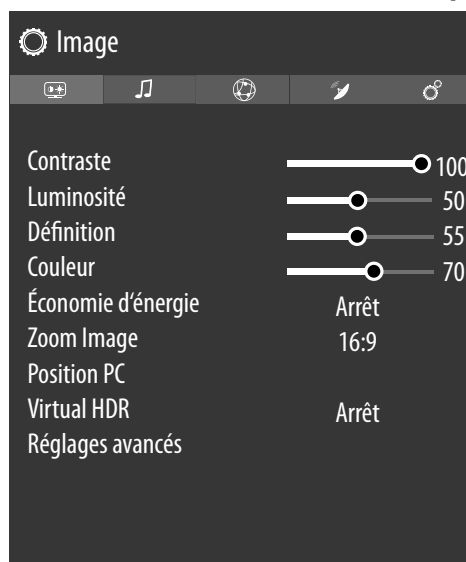 Image
Contraste 100
Luminosité 50
Définition 55
Couleur 70
Économie d‘énergie Arrêt
Zoom Image 16:9
Position PC
Virtual HDR Arrêt
Réglages avancés